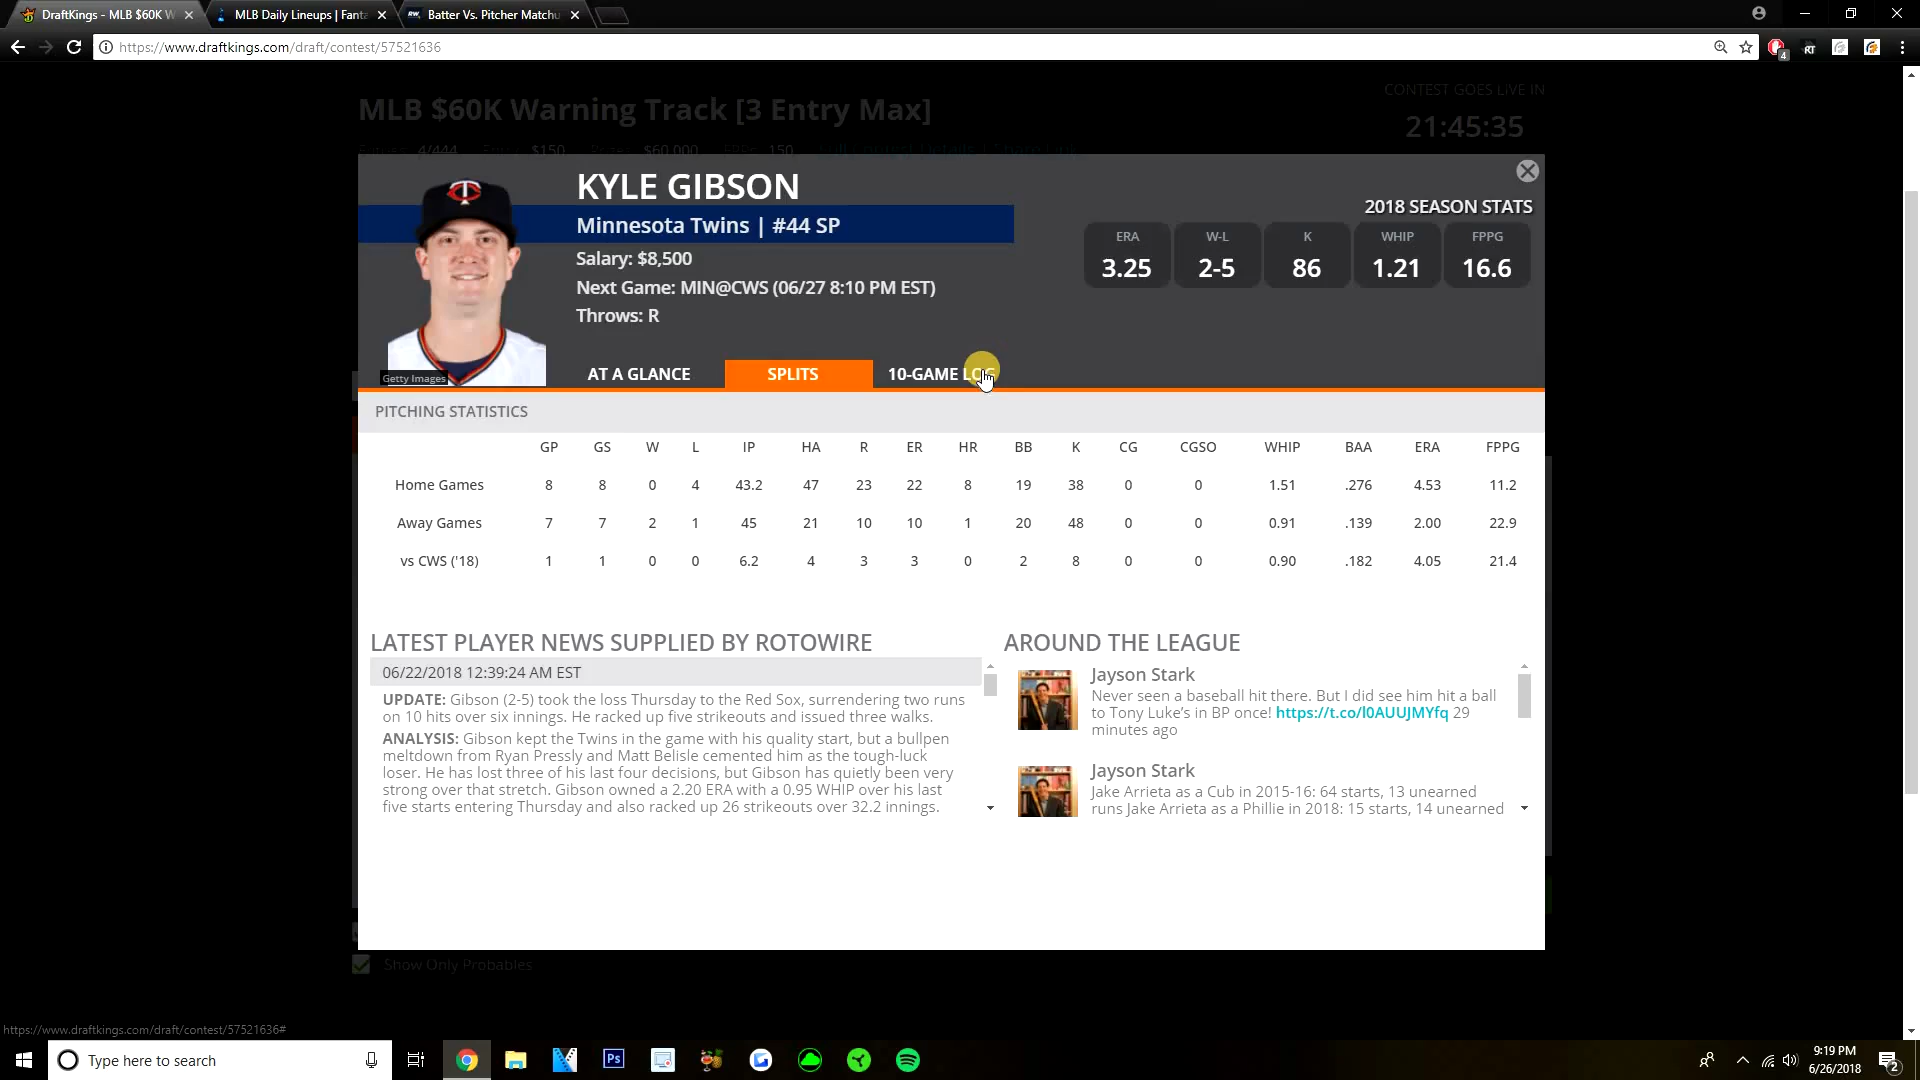 DraftKings - MLB $60K W
MLB Daily Lineups | Fanta
RW
Batter Vs. Pitcher Matchu
https://www.draftkings.com/draft/contest/57521636
4
RT
MLB $60K Warning Track [3 Entry Max]
CONTEST GOES LIVE IN
21:45:35
4/444 $150 $60,000 150
KYLE GIBSON
Minnesota Twins | #44 SP
Salary: $8,500
Next Game: MIN@CWS (06/27 8:10 PM EST)
Throws: R
Getty Images
2018 SEASON STATS
ERA W-L K WHIP FPPG
3.25 2-5 86 1.21 16.6
AT A GLANCE SPLITS 10-GAME LOG
PITCHING STATISTICS
GP GS W L IP HA R ER HR BB K CG CGSO WHIP BAA ERA FPPG
Home Games 8 8 0 4 43.2 47 23 22 8 19 38 0 0 1.51 .276 4.53 11.2
Away Games 7 7 2 1 45 21 10 10 1 20 48 0 0 0.91 .139 2.00 22.9
vs CWS ('18) 1 1 0 0 6.2 4 3 3 0 2 8 0 0 0.90 .182 4.05 21.4
LATEST PLAYER NEWS SUPPLIED BY ROTOWIRE
06/22/2018 12:39:24 AM EST
UPDATE: Gibson (2-5) took the loss Thursday to the Red Sox, surrendering two runs
on 10 hits over six innings. He racked up five strikeouts and issued three walks.
ANALYSIS: Gibson kept the Twins in the game with his quality start, but a bullpen
meltdown from Ryan Pressly and Matt Belisle cemented him as the tough-luck
loser. He has lost three of his last four decisions, but Gibson has quietly been very
strong over that stretch. Gibson owned a 2.20 ERA with a 0.95 WHIP over his last
five starts entering Thursday and also racked up 26 strikeouts over 32.2 innings.
AROUND THE LEAGUE
Jayson Stark
Never seen a baseball hit there. But I did see him hit a ball
to Tony Luke's in BP once! https://t.co/l0AUUJMYfq 29
minutes ago
Jayson Stark
Jake Arrieta as a Cub in 2015-16: 64 starts, 13 unearned
runs Jake Arrieta as a Phillie in 2018: 15 starts, 14 unearned
Show Only Probables
https://www.draftkings.com/draft/contest/57521636#
Type here to search
Ps
9:19 PM
6/26/2018
2